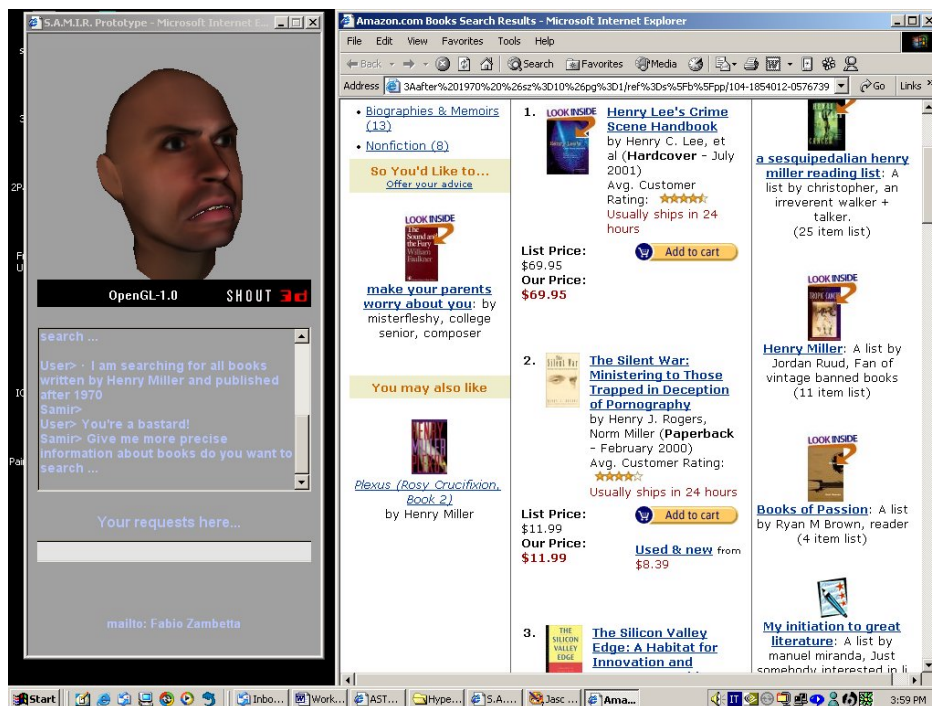 S.A.M.I.R. Prototype - Microsoft Internet E...
OpenGL-1.0
SHOUT 3d
search ...
User> · I am searching for all books
written by Henry Miller and published
after 1970
Samir>
User> You're a bastard!
Samir> Give me more precise
information about books do you want to
search ...
Your requests here...
mailto: Fabio Zambetta
Amazon.com Books Search Results - Microsoft Internet Explorer
File Edit View Favorites Tools Help
Back Search Favorites Media
Address 3Aafter%201970%20%26sz%3D10%26pg%3D1/ref%3Ds%5Fb%5Fpp/104-1854012-0576739 Go Links »
• Biographies & Memoirs
(13)
• Nonfiction (8)
So You'd Like to...
Offer your advice
LOOK INSIDE
The
Sound and
the Fury
William
Faulkner
make your parents
worry about you: by
misterfleshy, college
senior, composer
You may also like
HENRY
MILLER
Plexus (Rosy Crucifixion,
Book 2)
by Henry Miller
1.
LOOK INSIDE
Henry Lee's Crime
Scene Handbook
by Henry C. Lee, et
al (Hardcover - July
2001)
Avg. Customer
Rating:
Usually ships in 24
hours
List Price:
$69.95
Our Price:
$69.95
Add to cart
2.
Silent War
The Silent War:
Ministering to Those
Trapped in Deception
of Pornography
by Henry J. Rogers,
Norm Miller (Paperback
- February 2000)
Avg. Customer Rating:
Usually ships in 24 hours
List Price:
$11.99
Our Price:
$11.99
Add to cart
Used & new from
$8.39
3.
THE
SILICON
VALLEY
EDGE
The Silicon Valley
Edge: A Habitat for
Innovation and
a sesquipedalian henry
miller reading list: A
list by christopher, an
irreverent walker +
talker.
(25 item list)
LOOK INSIDE
Henry Miller: A list by
Jordan Ruud, Fan of
vintage banned books
(11 item list)
LOOK INSIDE
Books of Passion: A list
by Ryan M Brown, reader
(4 item list)
My initiation to great
literature: A list by
manuel miranda, Just
somebody interested in li
Start Inbo... Work... AST... Hype... S.A.... Jasc ... Ama... IT 3:59 PM